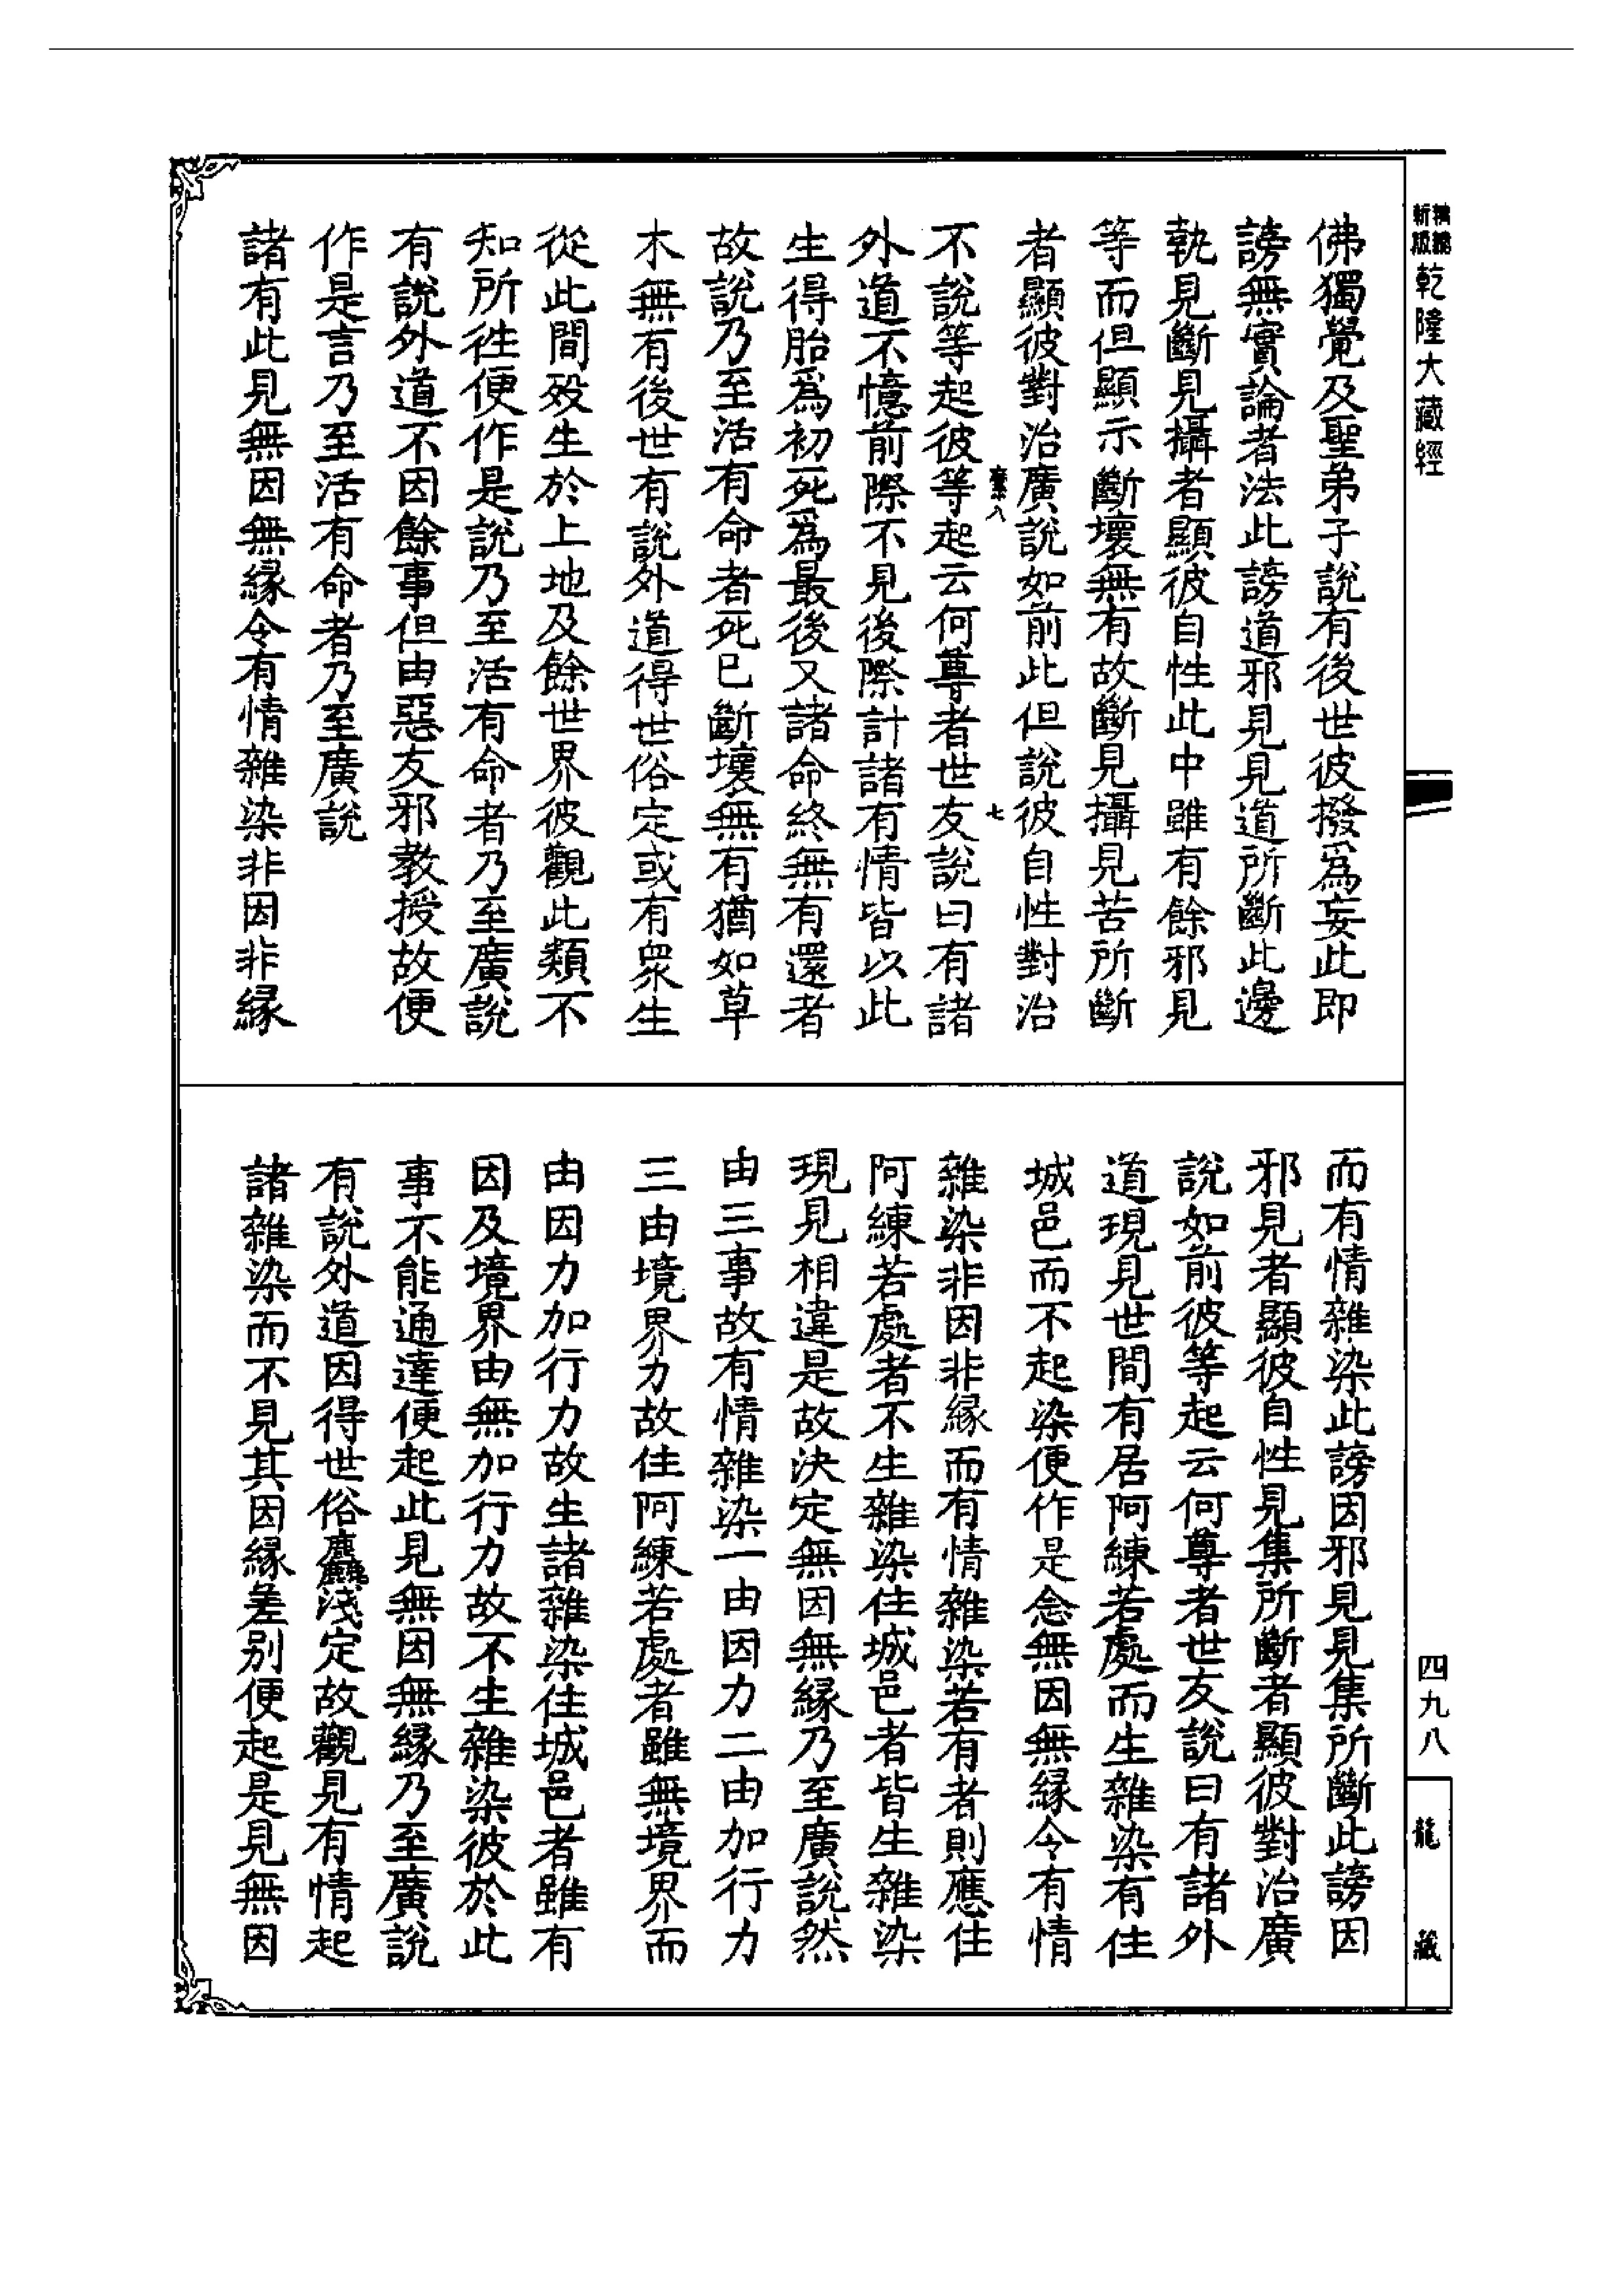 乾隆大藏經
四九八
龍藏
佛獨覺及聖弟子說有後世彼撥爲妄此即
謗無實論者法此謗道邪見見道所斷此邊
執見斷見攝者顯彼自性此中雖有餘邪見
等而但顯示斷壞無有故斷見攝見苦所斷
者顯彼對治廣說如前此但說彼自性對治
不說等起彼等起云何尊者世友說曰有諸
外道不憶前際不見後際計諸有情皆以此
生得胎爲初死爲最後又諸命終無有還者
故說乃至活有命者死已斷壞無有猶如草
木無有後世有說外道得世俗定或有衆生
從此間歿生於上地及餘世界彼觀此類不
知所往便作是說乃至活有命者乃至廣說
有說外道不因餘事但由惡友邪教授故便
作是言乃至活有命者乃至廣說
諸有此見無因無緣令有情雜染非因非緣
而有情雜染此謗因邪見見集所斷此謗因
邪見者顯彼自性見集所斷者顯彼對治廣
說如前彼等起云何尊者世友說曰有諸外
道現見世間有居阿練若處而生雜染有住
城邑而不起染便作是念無因無緣令有情
雜染非因非緣而有情雜染若有者則應住
阿練若處者不生雜染住城邑者皆生雜染
現見相違是故決定無因無緣乃至廣說然
由三事故有情雜染一由因力二由加行力
三由境界力故住阿練若處者雖無境界而
由因力加行力故生諸雜染住城邑者雖有
因及境界由無加行力故不生雜染彼於此
事不能通達便起此見無因無緣乃至廣說
有說外道因得世俗麤淺定故觀見有情起
諸雜染而不見其因緣差別便起是見無因